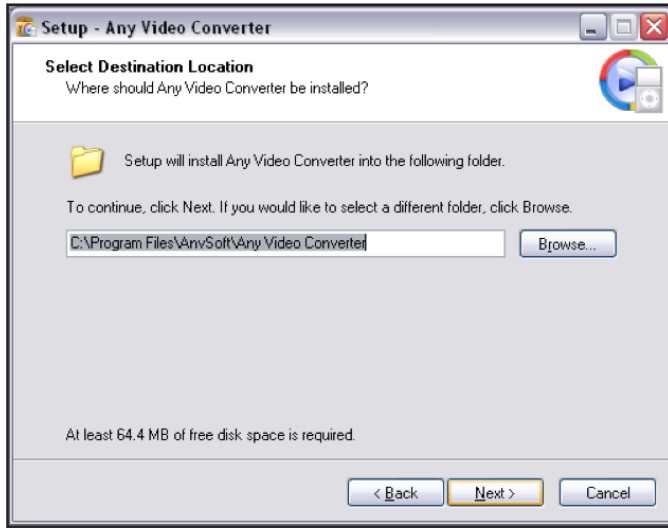 Setup - Any Video Converter
Select Destination Location
Where should Any Video Converter be installed?
Setup will install Any Video Converter into the following folder.
To continue, click Next. If you would like to select a different folder, click Browse.
C:\Program Files\AnvSoft\Any Video Converter
Browse...
At least 64.4 MB of free disk space is required.
< Back
Next >
Cancel